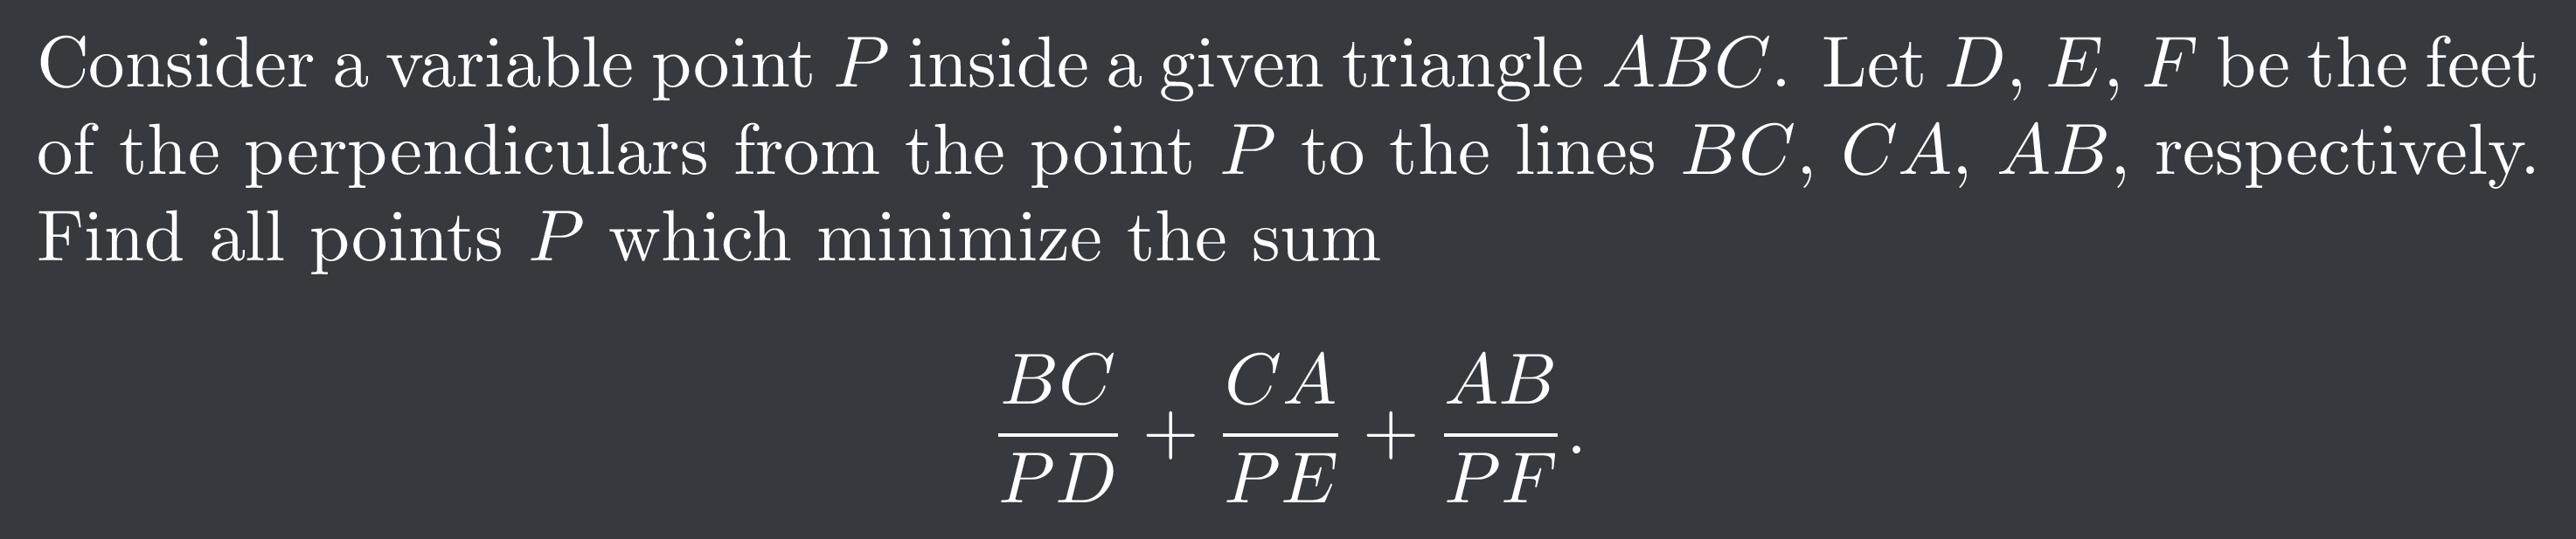 Consider a variable point P inside a given triangle ABC. Let D, E, F be the feet
of the perpendiculars from the point P to the lines BC, CA, AB, respectively.
Find all points P which minimize the sum
BC/PD + CA/PE + AB/PF.